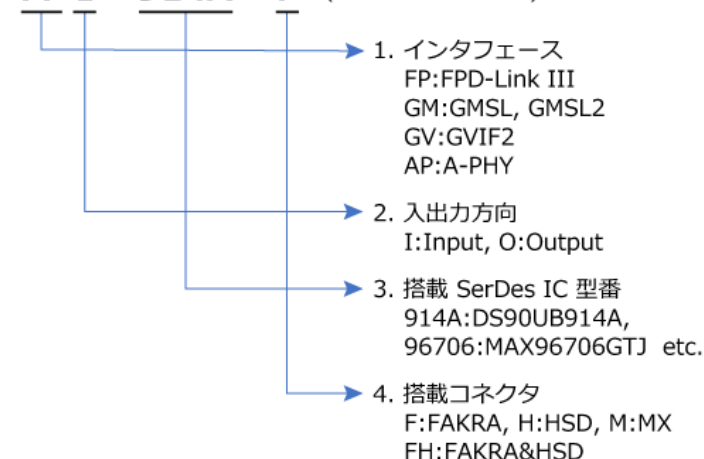 1. インタフェース
FP:FPD-Link III
GM:GMSL, GMSL2
GV:GVIF2
AP:A-PHY
2. 入出力方向
I:Input, O:Output
3. 搭載 SerDes IC 型番
914A:DS90UB914A,
96706:MAX96706GTJ etc.
4. 搭載コネクタ
F:FAKRA, H:HSD, M:MX
FH:FAKRA&HSD